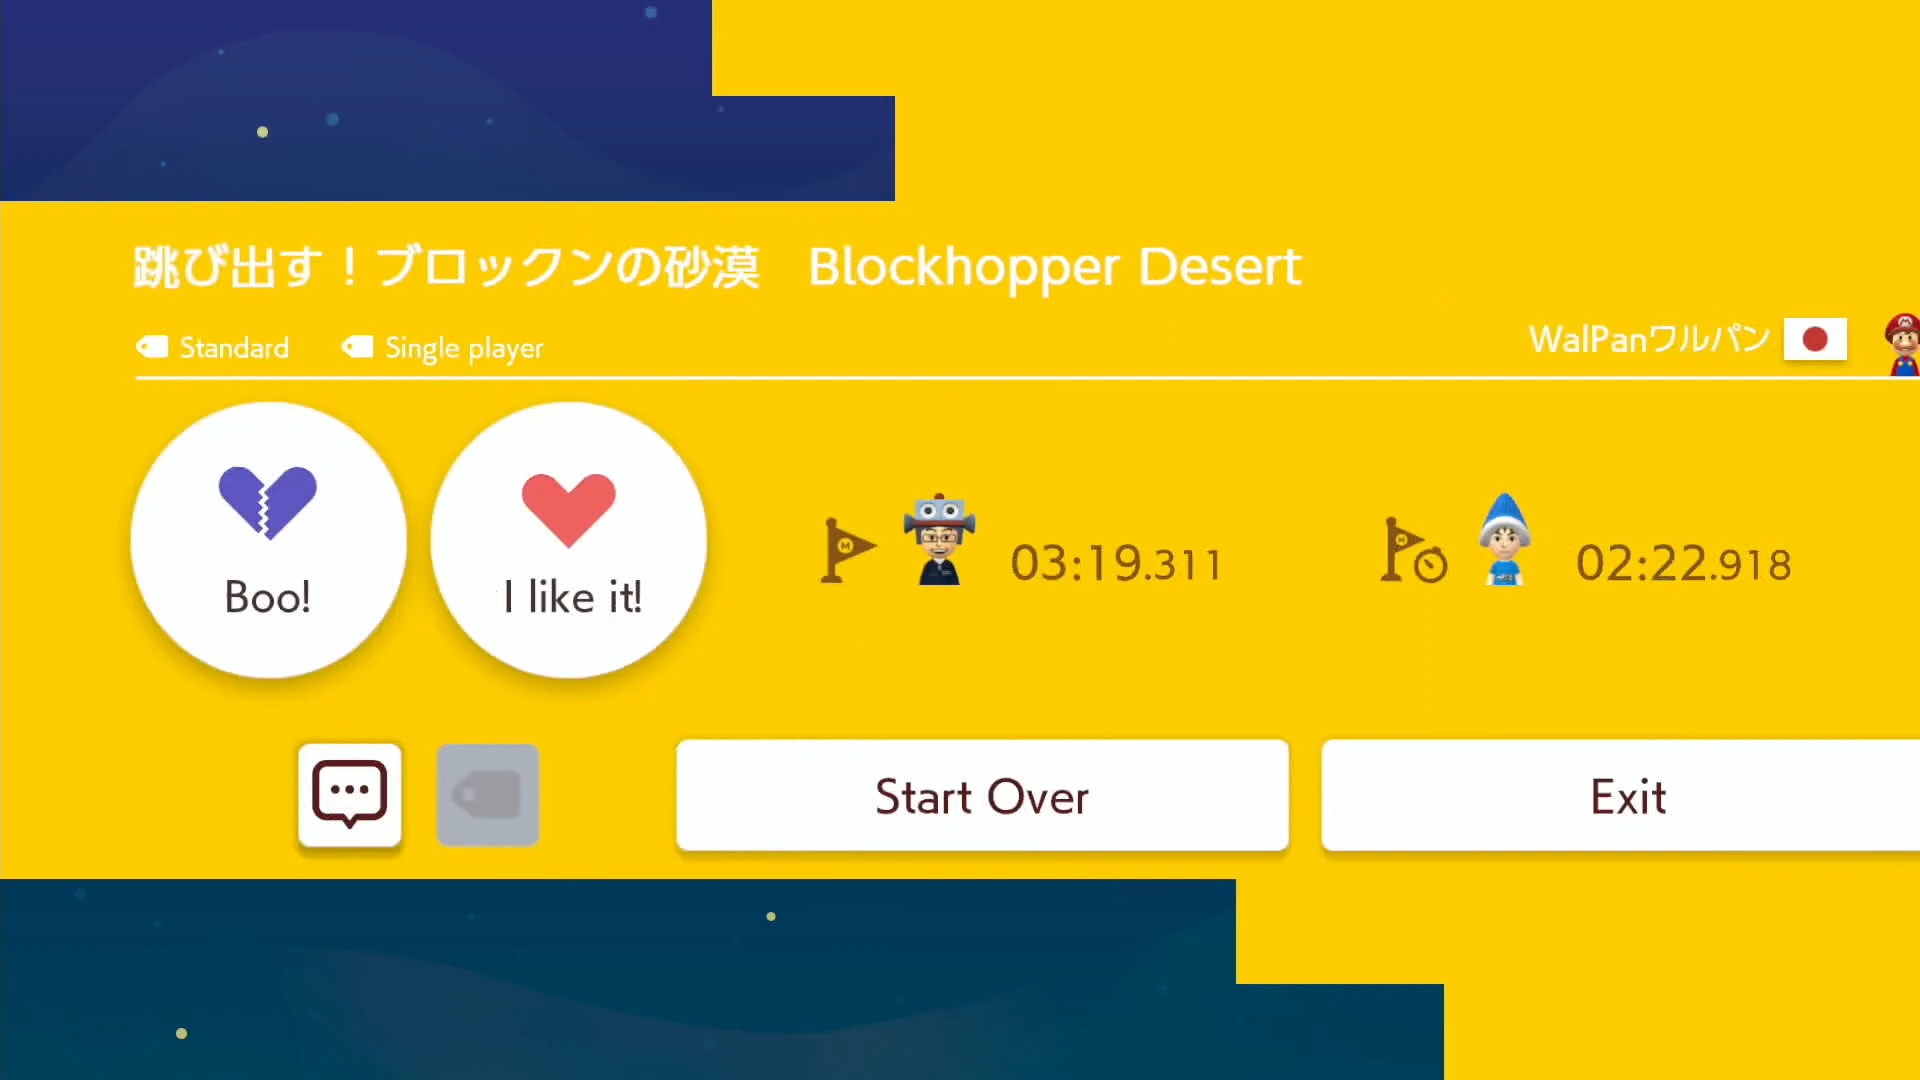 跳び出す！ブロックンの砂漠　Blockhopper Desert
Standard Single player
WalPanワルパン
Boo!
I like it!
03:19.311
02:22.918
Start Over
Exit